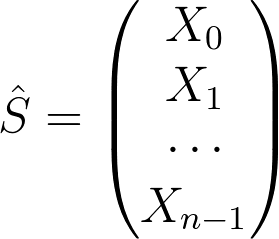 Ŝ = ( X₀
X₁
⋯
Xₙ₋₁ )